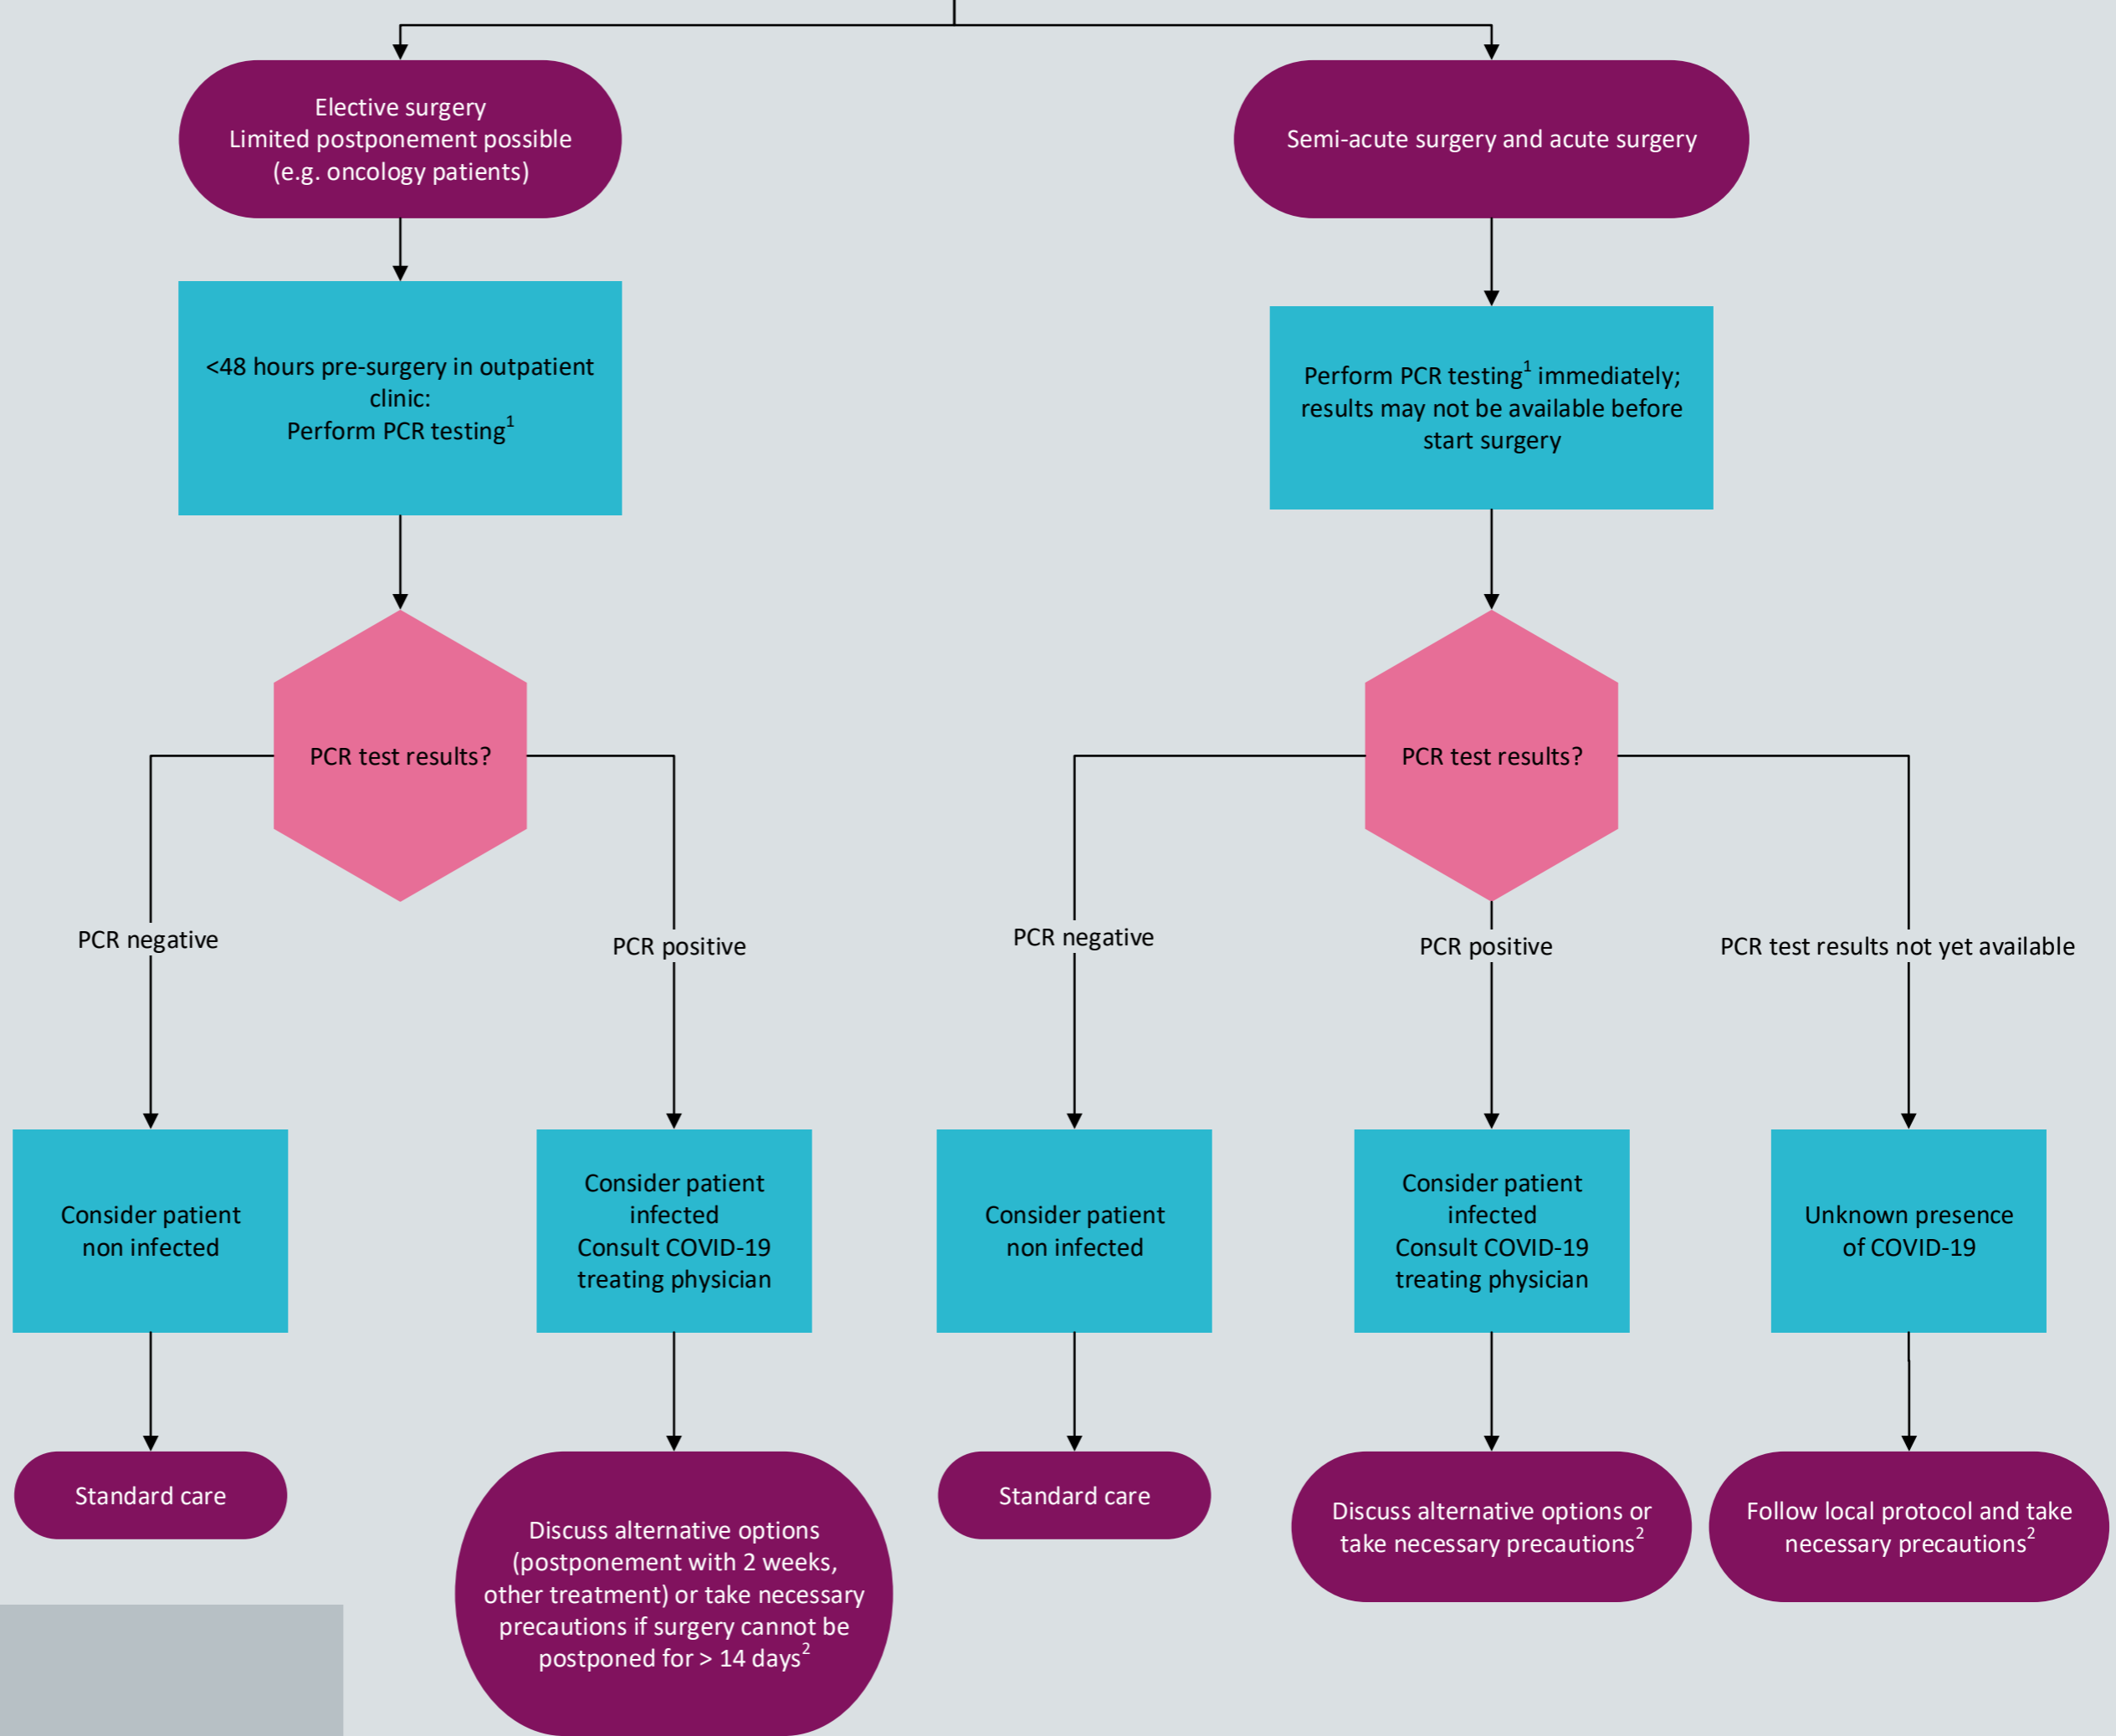 Elective surgery
Limited postponement possible
(e.g. oncology patients)
Semi-acute surgery and acute surgery
<48 hours pre-surgery in outpatient
clinic:
Perform PCR testing¹
Perform PCR testing¹ immediately;
results may not be available before
start surgery
PCR test results?
PCR test results?
PCR negative
PCR positive
PCR negative
PCR positive
PCR test results not yet available
Consider patient
non infected
Consider patient
infected
Consult COVID-19
treating physician
Consider patient
non infected
Consider patient
infected
Consult COVID-19
treating physician
Unknown presence
of COVID-19
Standard care
Discuss alternative options
(postponement with 2 weeks,
other treatment) or take necessary
precautions if surgery cannot be
postponed for > 14 days²
Standard care
Discuss alternative options or
take necessary precautions²
Follow local protocol and take
necessary precautions²